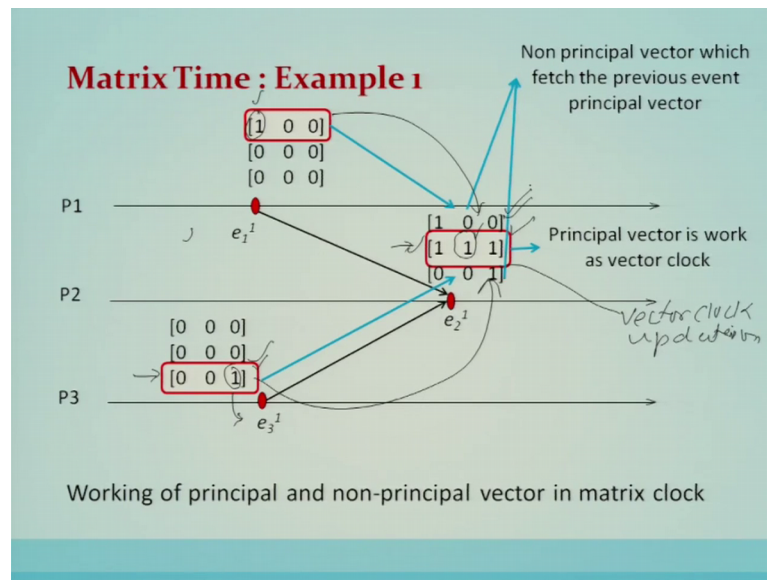 Matrix Time : Example 1
Non principal vector which
fetch the previous event
principal vector
[1 0 0]
[0 0 0]
[0 0 0]
P1
e₁¹
[1 0 0]
[1 1 1]
[0 0 1]
Principal vector is work
as vector clock
P2
e₂¹
vector clock
updation
[0 0 0]
[0 0 0]
[0 0 1]
P3
e₃¹
Working of principal and non-principal vector in matrix clock